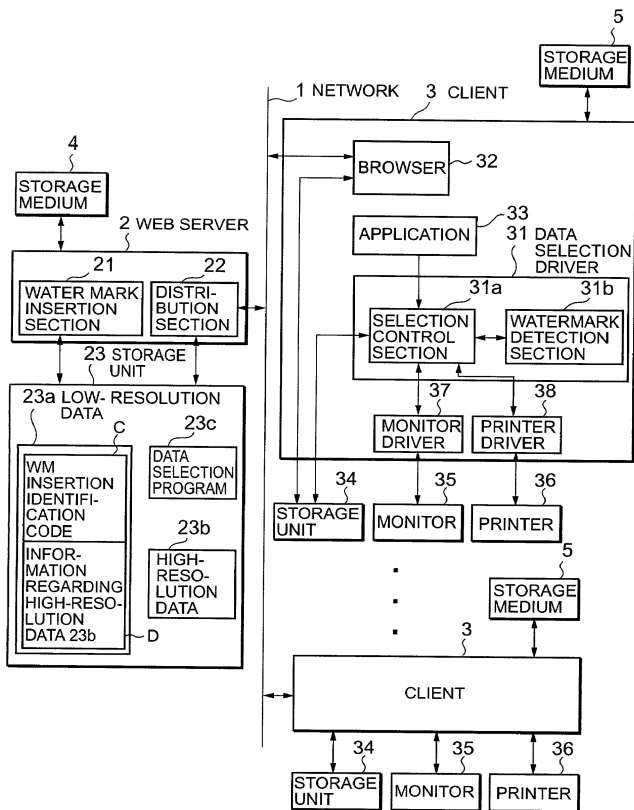 5
STORAGE
MEDIUM
1 NETWORK
3 CLIENT
4
STORAGE
MEDIUM
2 WEB SERVER
21
22
WATER MARK
INSERTION
SECTION
DISTRI-
BUTION
SECTION
23 STORAGE
UNIT
23a LOW- RESOLUTION
DATA
C
23c
WM
INSERTION
IDENTIFI-
CATION
CODE
DATA
SELECTION
PROGRAM
23b
INFOR-
MATION
REGARDING
HIGH-RESO-
LUTION
DATA 23b
HIGH-
RESO-
LUTION
DATA
D
BROWSER
32
33
APPLICATION
31 DATA
SELECTION
DRIVER
31a
31b
SELECTION
CONTROL
SECTION
WATERMARK
DETECTION
SECTION
37
38
MONITOR
DRIVER
PRINTER
DRIVER
34
35
36
STORAGE
UNIT
MONITOR
PRINTER
5
STORAGE
MEDIUM
3
CLIENT
34
35
36
STORAGE
UNIT
MONITOR
PRINTER